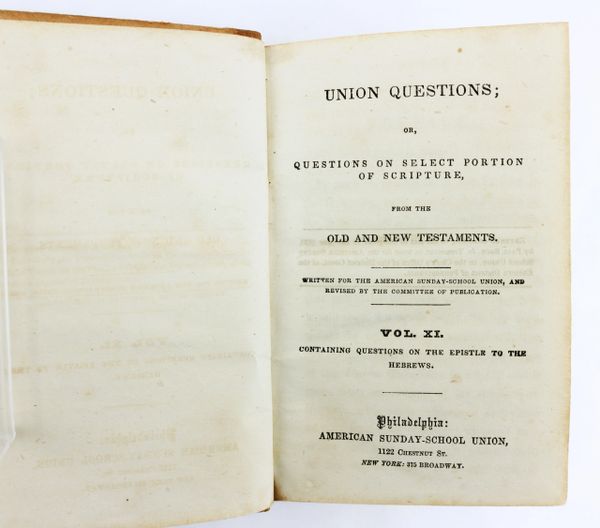 UNION QUESTIONS;
OR,
QUESTIONS ON SELECT PORTION
OF SCRIPTURE,
FROM THE
OLD AND NEW TESTAMENTS.
WRITTEN FOR THE AMERICAN SUNDAY-SCHOOL UNION, AND
REVISED BY THE COMMITTEE OF PUBLICATION.
VOL. XI.
CONTAINING QUESTIONS ON THE EPISTLE TO THE
HEBREWS.
Philadelphia:
AMERICAN SUNDAY-SCHOOL UNION,
1122 CHESTNUT ST.
NEW YORK: 315 BROADWAY.